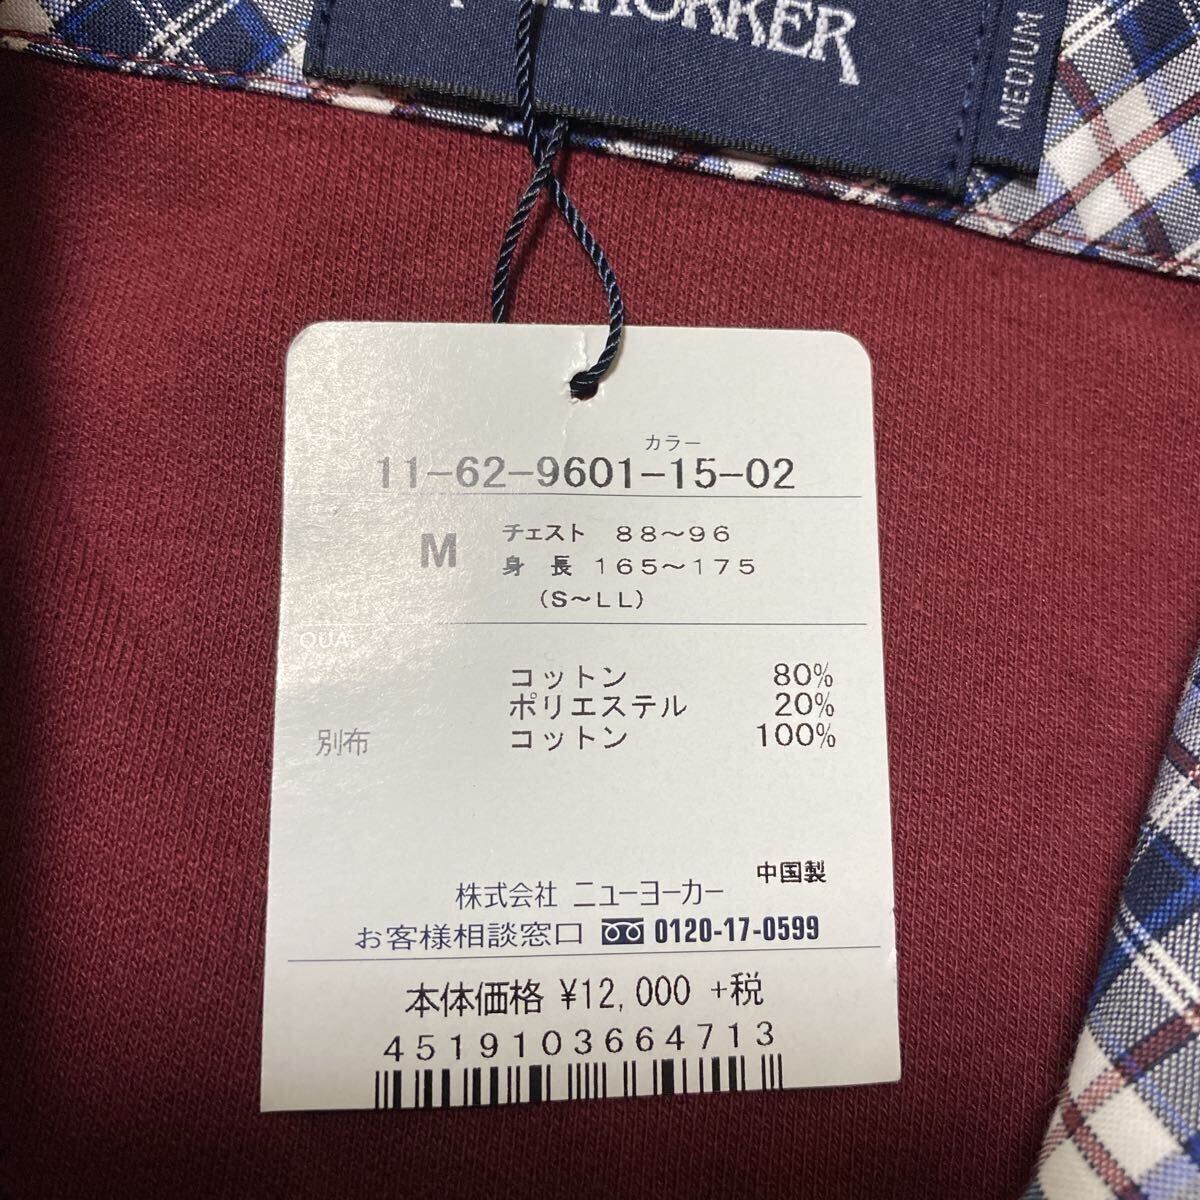 MEDIUM
カラー
11-62-9601-15-02
M
チェスト 88～96
身 長 165～175
(S～LL)
QUA
コットン 80%
ポリエステル 20%
別布 コットン 100%
中国製
株式会社 ニューヨーカー
お客様相談窓口 0120-17-0599
本体価格 ¥12,000 +税
4519103664713